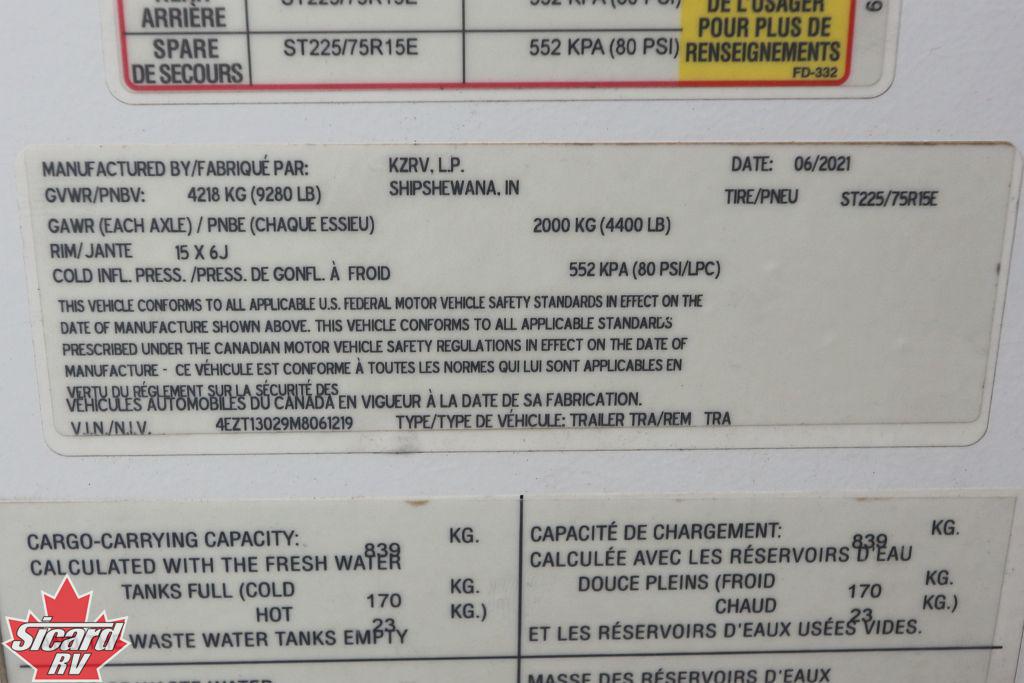 REAR ST225/75R15E 552 KPA (80 PSI) DE L'USAGER
ARRIÈRE POUR PLUS DE
SPARE ST225/75R15E 552 KPA (80 PSI) RENSEIGNEMENTS
DE SECOURS FD-332
MANUFACTURED BY/FABRIQUÉ PAR: KZRV, L.P. DATE: 06/2021
SHIPSHEWANA, IN
GVWR/PNBV: 4218 KG (9280 LB) TIRE/PNEU ST225/75R15E
GAWR (EACH AXLE) / PNBE (CHAQUE ESSIEU) 2000 KG (4400 LB)
RIM/JANTE 15 X 6J
COLD INFL. PRESS. /PRESS. DE GONFL. À FROID 552 KPA (80 PSI/LPC)
THIS VEHICLE CONFORMS TO ALL APPLICABLE U.S. FEDERAL MOTOR VEHICLE SAFETY STANDARDS IN EFFECT ON THE
DATE OF MANUFACTURE SHOWN ABOVE. THIS VEHICLE CONFORMS TO ALL APPLICABLE STANDARDS
PRESCRIBED UNDER THE CANADIAN MOTOR VEHICLE SAFETY REGULATIONS IN EFFECT ON THE DATE OF
MANUFACTURE - CE VÉHICULE EST CONFORME À TOUTES LES NORMES QUI LUI SONT APPLICABLES EN
VERTU DU RÉGLEMENT SUR LA SÉCURITÉ DES
VÉHICULES AUTOMOBILES DU CANADA EN VIGUEUR À LA DATE DE SA FABRICATION.
V.I.N./N.I.V. 4EZT13029M8061219 TYPE/TYPE DE VÉHICULE: TRAILER TRA/REM TRA
CARGO-CARRYING CAPACITY: 839 KG.
CALCULATED WITH THE FRESH WATER
TANKS FULL (COLD 170 KG.
HOT 23 KG.)
WASTE WATER TANKS EMPTY
CAPACITÉ DE CHARGEMENT: 839 KG.
CALCULÉE AVEC LES RÉSERVOIRS D'EAU
DOUCE PLEINS (FROID 170 KG.
CHAUD 23 KG.)
ET LES RÉSERVOIRS D'EAUX USÉES VIDES.
MASSE DES RÉSERVOIRS D'EAUX
Sicard
RV